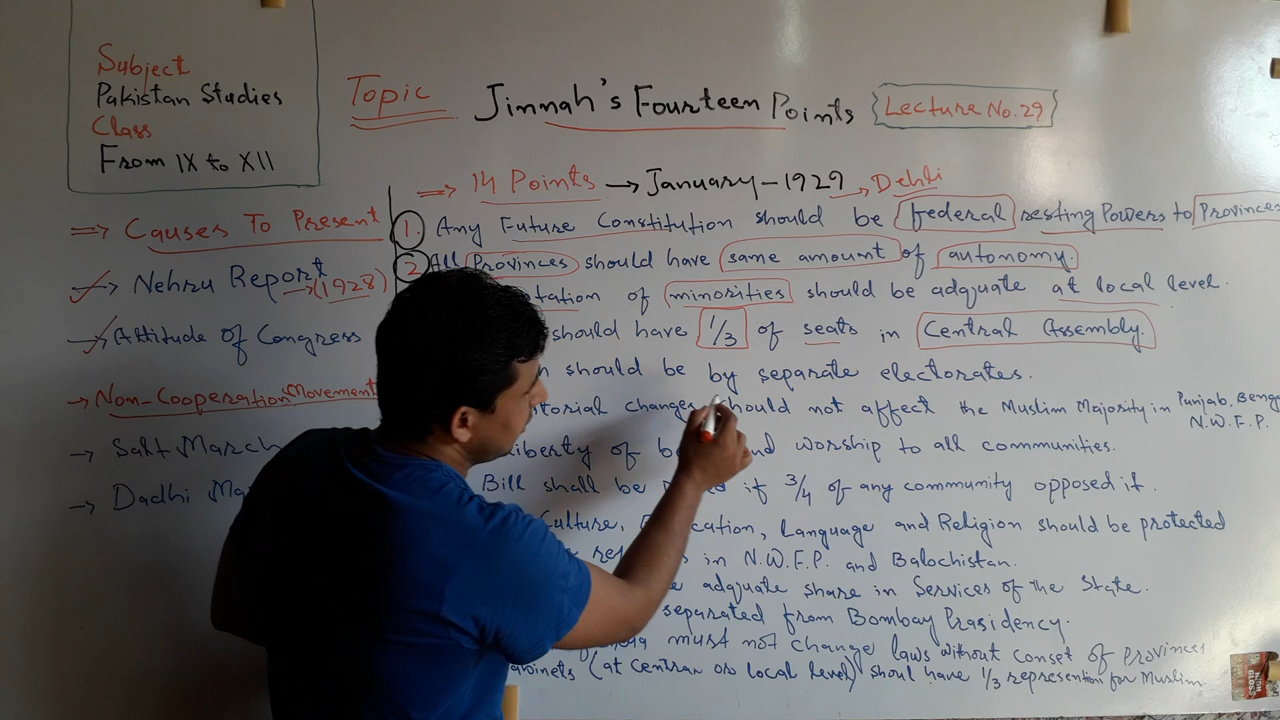 Subject
Pakistan Studies
Class
From IX to XII
Topic Jinnah's Fourteen Points Lecture No.29
⇒ Causes To Present
→ Nehru Report →(1928)
→ Attitude of Congress
→ Non-Cooperation Movement
→ Salt March
→ Dadhi
⇒ 14 Points → January-1929 → Dehli
1. Any Future Constitution should be federal resting Powers to Provinces
2. All Provinces should have same amount of autonomy.
tation of minorities should be adquate at local level.
should have 1/3 of seats in Central Assembly.
n should be by separate electorates.
torial changes should not affect the Muslim Majority in Punjab, Beng
N.W.F.P.
Liberty of and worship to all communities.
Bill shall be if 3/4 of any community opposed it.
Culture, cation, Language and Religion should be protected
in N.W.F.P. and Balochistan.
adquate share in Services of the State.
separated from Bombay Prasidency.
must not change laws without conset of provinces
abinets (at Centran or local level) shoul have 1/3 represention for Muslim.